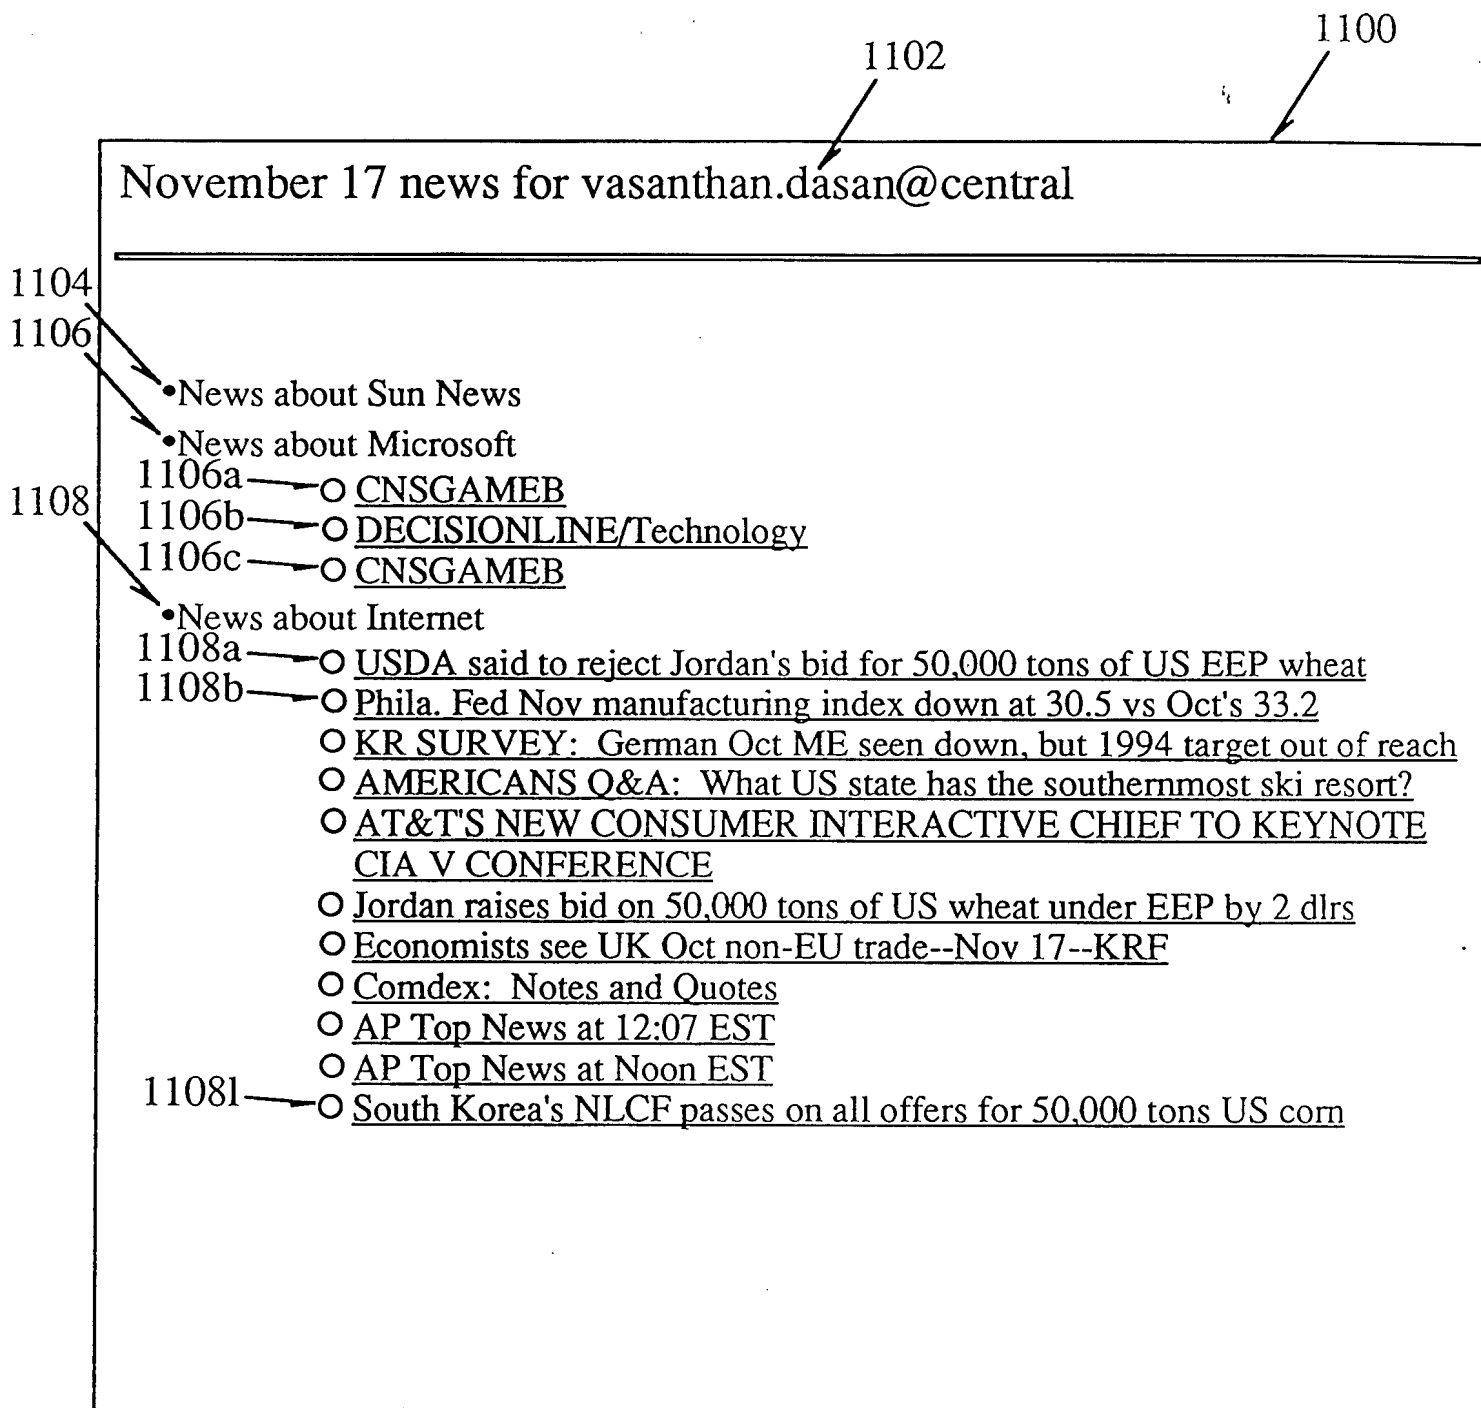 1100
1102
November 17 news for vasanthan.dasan@central
1104
1106
•News about Sun News
•News about Microsoft
1106a
○ CNSGAMEB
1108
1106b
○ DECISIONLINE/Technology
1106c
○ CNSGAMEB
•News about Internet
1108a
○ USDA said to reject Jordan's bid for 50,000 tons of US EEP wheat
1108b
○ Phila. Fed Nov manufacturing index down at 30.5 vs Oct's 33.2
○ KR SURVEY: German Oct ME seen down, but 1994 target out of reach
○ AMERICANS Q&A: What US state has the southernmost ski resort?
○ AT&T'S NEW CONSUMER INTERACTIVE CHIEF TO KEYNOTE
CIA V CONFERENCE
○ Jordan raises bid on 50,000 tons of US wheat under EEP by 2 dlrs
○ Economists see UK Oct non-EU trade--Nov 17--KRF
○ Comdex: Notes and Quotes
○ AP Top News at 12:07 EST
○ AP Top News at Noon EST
1108l
○ South Korea's NLCF passes on all offers for 50,000 tons US corn